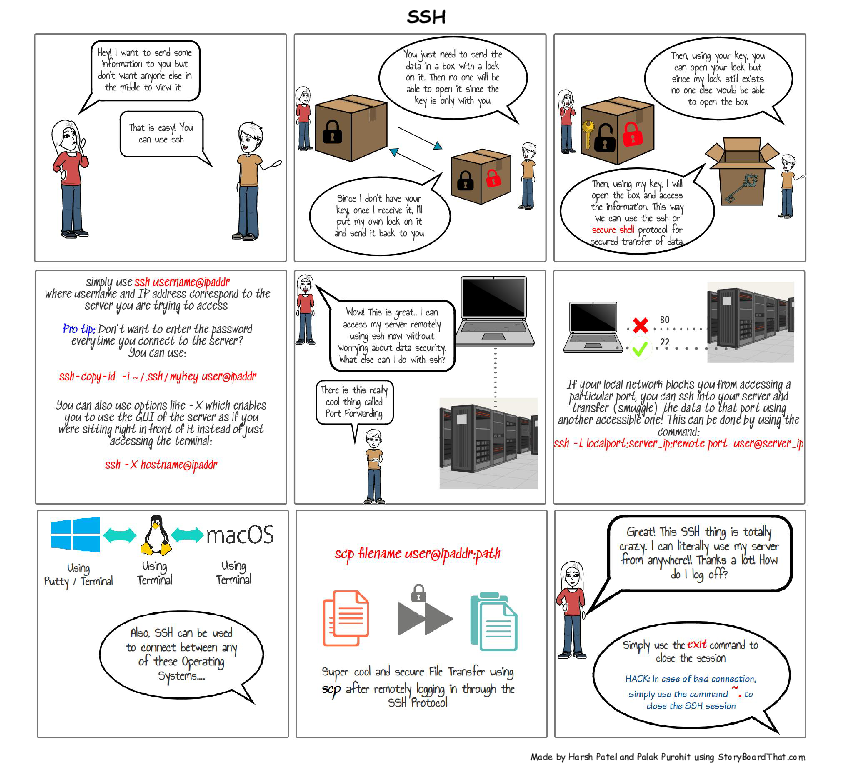 SSH
Hey! I want to send some
information to you but
don't want anyone else in
the middle to view it
That is easy! You
can use ssh
You just need to send the
data in a box with a lock
on it. Then no one will be
able to open it since the
key is only with you
Since I don't have your
key, once I receive it, I'll
put my own lock on it
and send it back to you
Then, using your key, you
can open your lock but
since my lock still exists
no one else would be able
to open the box
Then, using my key, I will
open the box and access
the information. This way
we can use the ssh or
secure shell protocol for
secured transfer of data.
simply use ssh username@ipaddr
where username and IP address correspond to the
server you are trying to access
Pro tip: Don't want to enter the password
everytime you connect to the server?
You can use:
ssh-copy-id -i ~/.ssh/mykey user@ipaddr
You can also use options like -X which enables
you to use the GUI of the server as if you
were sitting right in front of it instead of just
accessing the terminal:
ssh -X hostname@ipaddr
Wow! This is great.. I can
access my server remotely
using ssh now without
worrying about data security.
What else can I do with ssh?
There is this really
cool thing called
Port Forwarding
80
22
If your local network blocks you from accessing a
particular port, you can ssh into your server and
transfer (smuggle) the data to that port using
another accessible one! This can be done by using the
command:
ssh -L localport:server_ip:remote port user@server_ip
macOS
Using
Putty / Terminal
Using
Terminal
Using
Terminal
Also, SSH can be used
to connect between any
of these Operating
Systems....
scp filename user@ipaddr:path
Super cool and secure File Transfer using
scp after remotely logging in through the
SSH Protocol
Great! This SSH thing is totally
crazy. I can literally use my server
from anywhere!! Thanks a lot! How
do I log off?
Simply use the exit command to
close the session
HACK: In case of bad connection,
simply use the command ~. to
close the SSH session
Made by Harsh Patel and Palak Purohit using StoryBoardThat.com